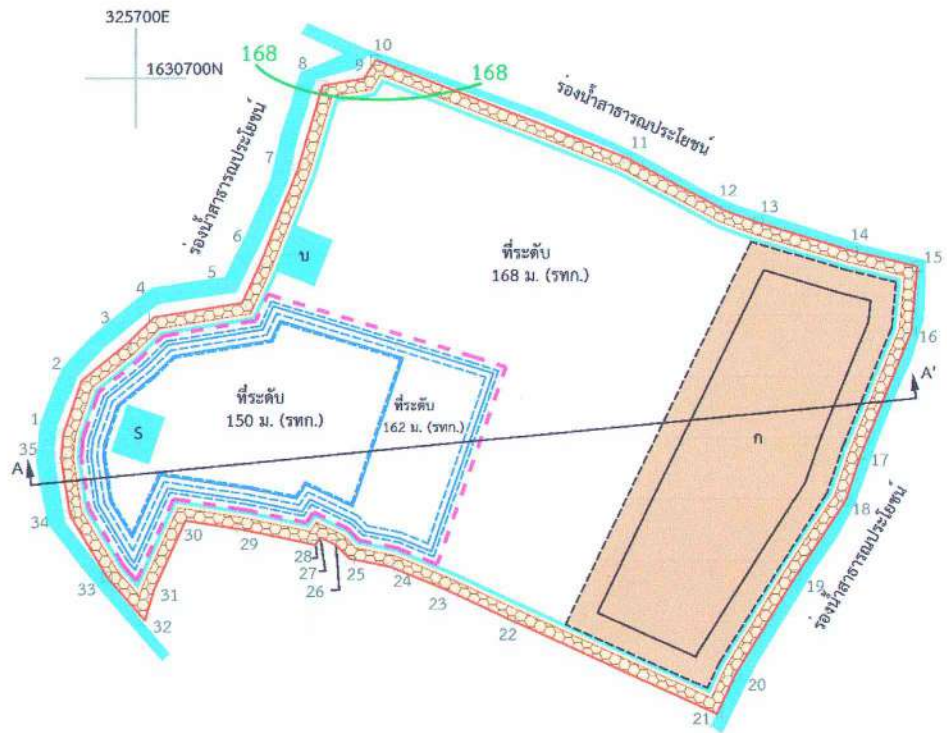 325700E
1630700N
168
168
ร่องน้ำสาธารณประโยชน์
ร่องน้ำสาธารณประโยชน์
ร่องน้ำสาธารณประโยชน์
ที่ระดับ
168 ม. (รทก.)
ที่ระดับ
150 ม. (รทก.)
ที่ระดับ
162 ม. (รทก.)
บ
S
ก
A
A'
1
2
3
4
5
6
7
8
9
10
11
12
13
14
15
16
17
18
19
20
21
22
23
24
25
26
27
28
29
30
31
32
33
34
35